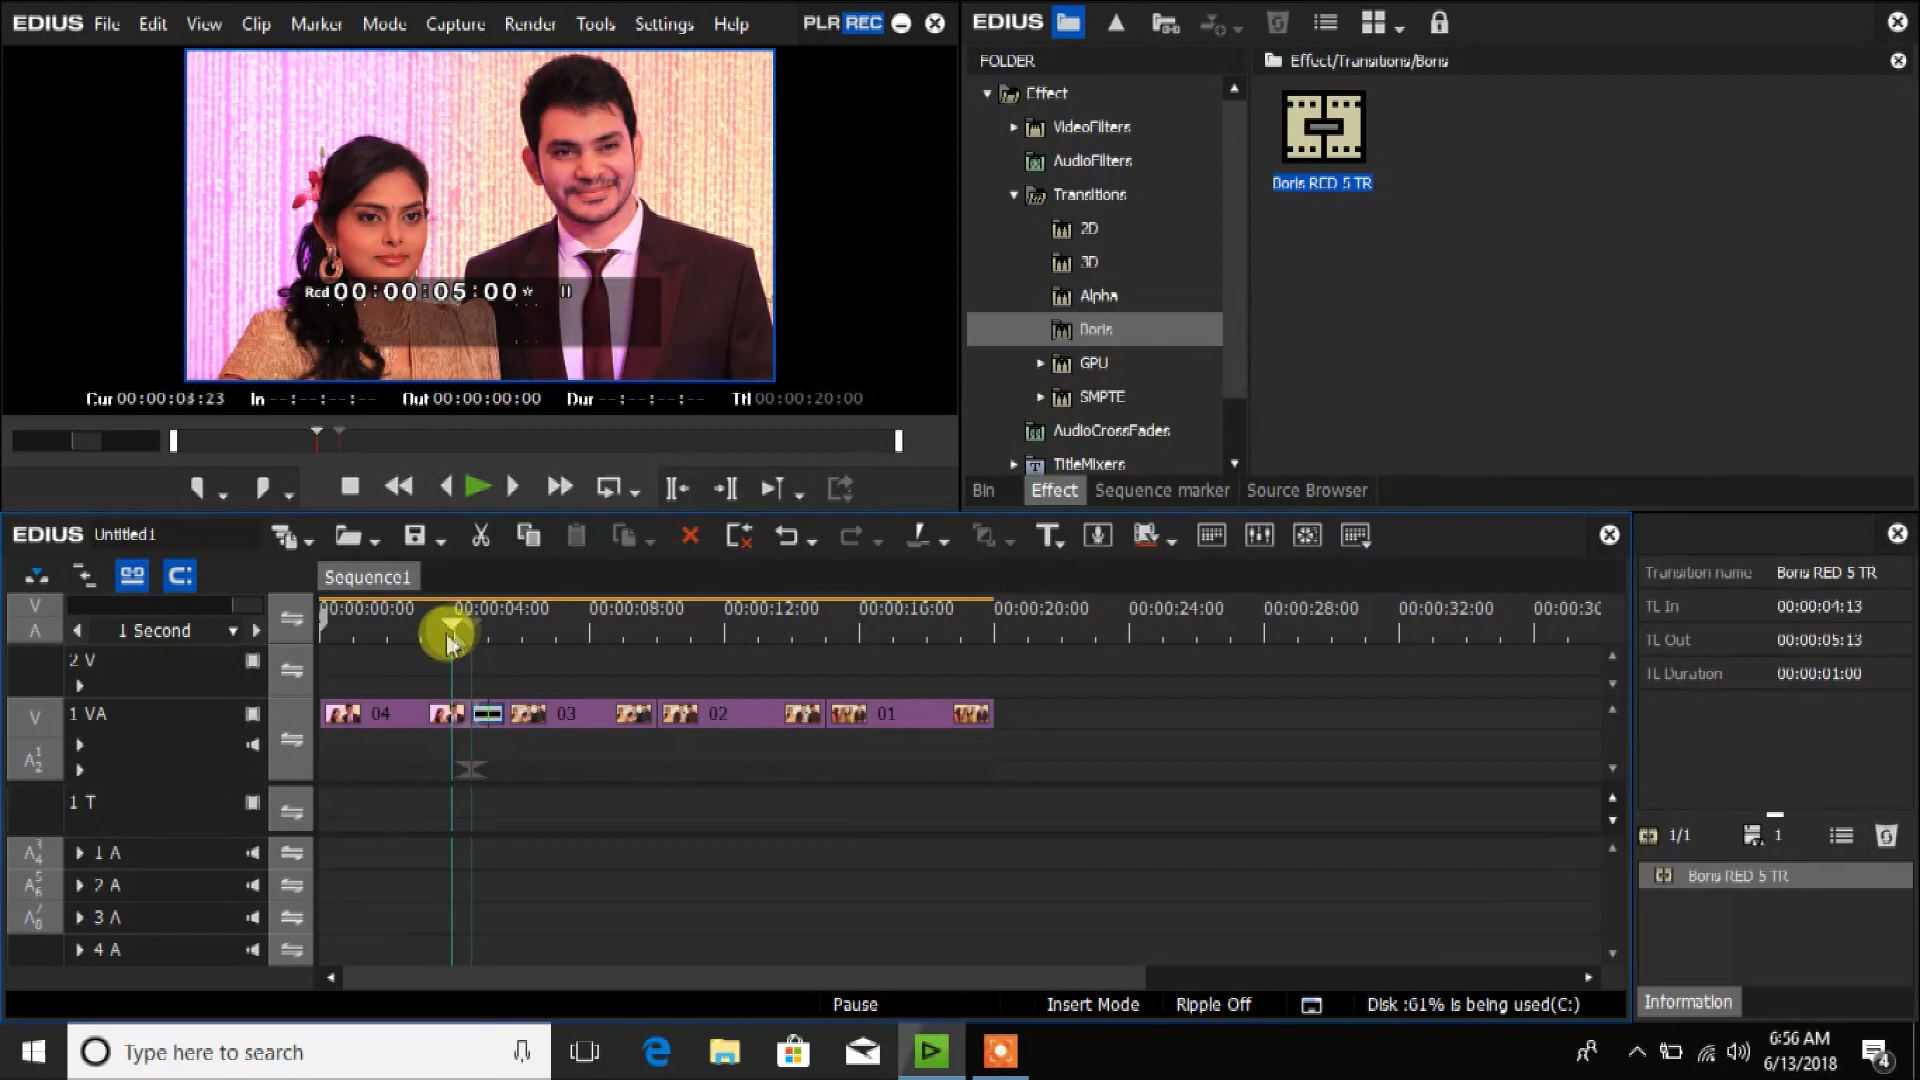 EDIUS File Edit View Clip Marker Mode Capture Render Tools Settings Help PLR REC
Rcd 00:00:05:00
Cur 00:00:03:23 In --:--:--:-- Out 00:00:00:00 Dur --:--:--:-- Ttl 00:00:20:00
EDIUS
FOLDER
Effect/Transitions/Boris
Effect
VideoFilters
AudioFilters
Transitions
2D
3D
Alpha
Boris
GPU
SMPTE
AudioCrossFades
TitleMixers
Boris RED 5 TR
Bin Effect Sequence marker Source Browser
EDIUS Untitled1
Sequence1
00:00:00:00 00:00:04:00 00:00:08:00 00:00:12:00 00:00:16:00 00:00:20:00 00:00:24:00 00:00:28:00 00:00:32:00
V
A 1 Second
2 V
V 1 VA 04 03 02 01
A 1 2
1 T
A 3 4 1 A
A 5 6 2 A
3 A
4 A
Pause Insert Mode Ripple Off Disk :61% is being used(C:)
Transition name Boris RED 5 TR
TL In 00:00:04:13
TL Out 00:00:05:13
TL Duration 00:00:01:00
1/1 1
Boris RED 5 TR
Information
Type here to search
6:56 AM
6/13/2018
4